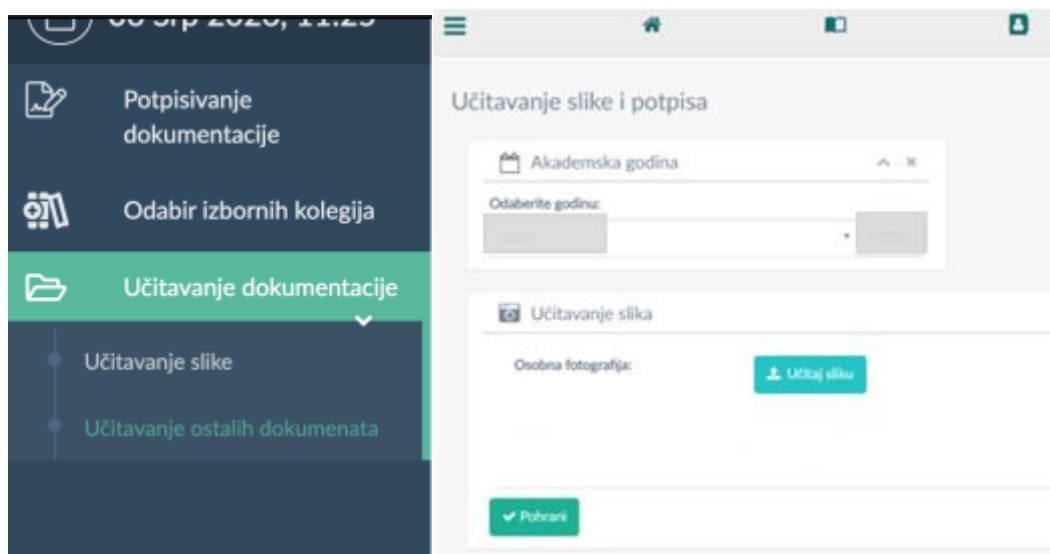 Potpisivanje
dokumentacije
Odabir izbornih kolegija
Učitavanje dokumentacije
Učitavanje slike
Učitavanje ostalih dokumenata
Učitavanje slike i potpisa
Akademska godina
Odaberite godinu:
Učitavanje slika
Osobna fotografija:
Učitaj sliku
Pohrani